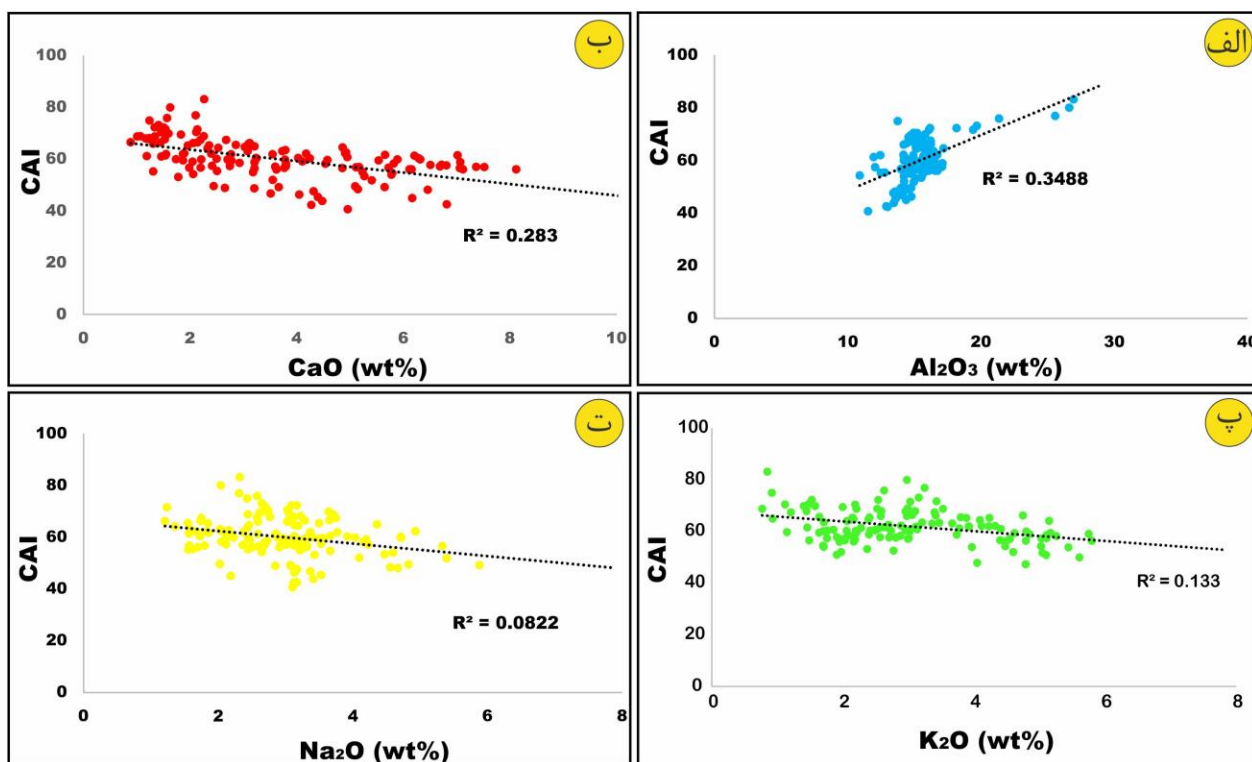 ب
100
80
60
40
20
0
CAI
R² = 0.283
0 2 4 6 8 10
CaO (wt%)
الف
100
80
60
40
20
0
CAI
R² = 0.3488
0 10 20 30 40
Al₂O₃ (wt%)
ت
100
80
60
40
20
0
CAI
R² = 0.0822
0 2 4 6 8
Na₂O (wt%)
پ
100
80
60
40
20
0
CAI
R² = 0.133
0 2 4 6 8
K₂O (wt%)